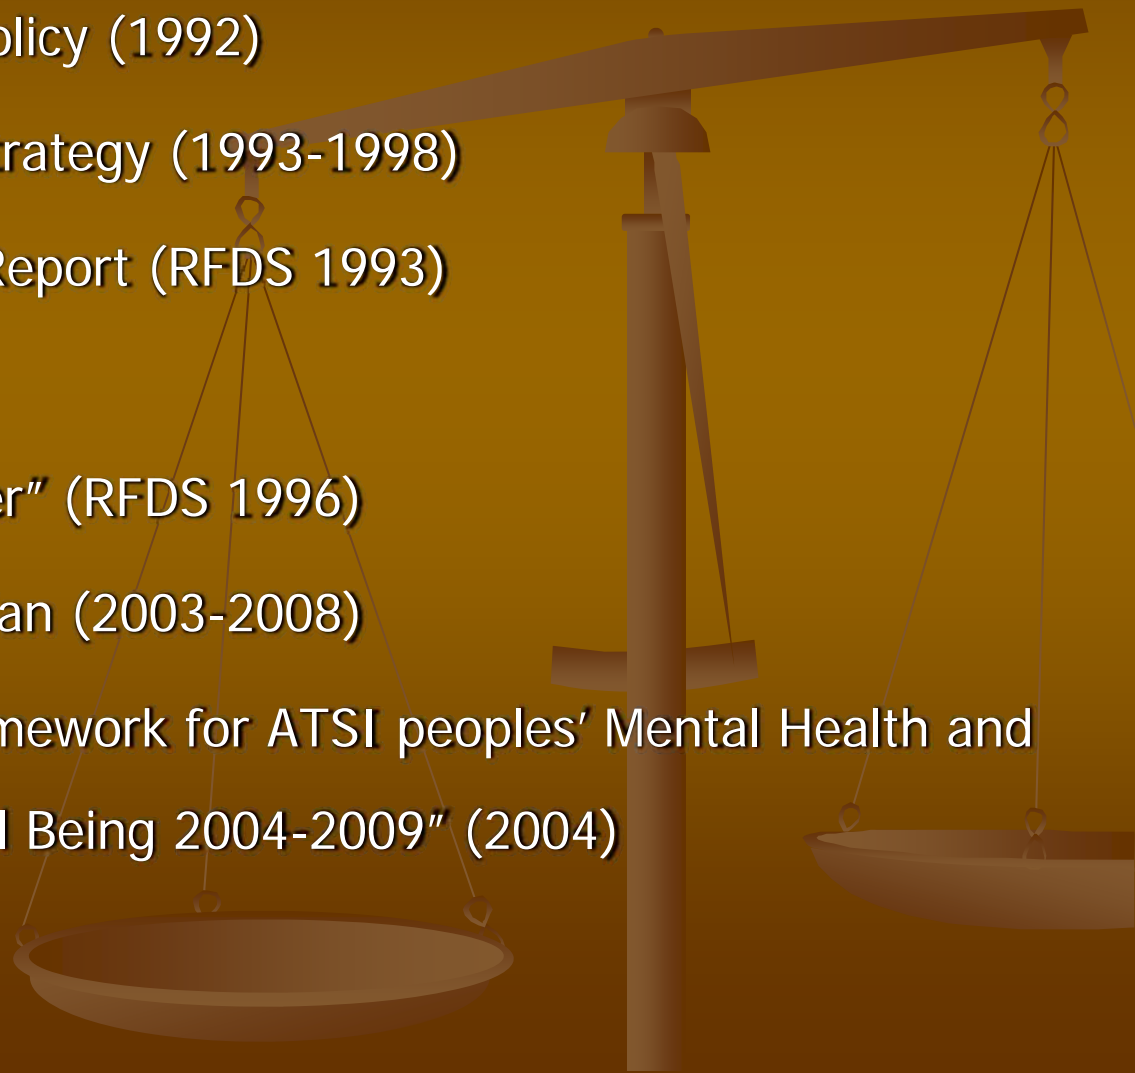 olicy (1992)
rategy (1993-1998)
Report (RFDS 1993)
er” (RFDS 1996)
an (2003-2008)
mework for ATSI peoples’ Mental Health and
l Being 2004-2009” (2004)